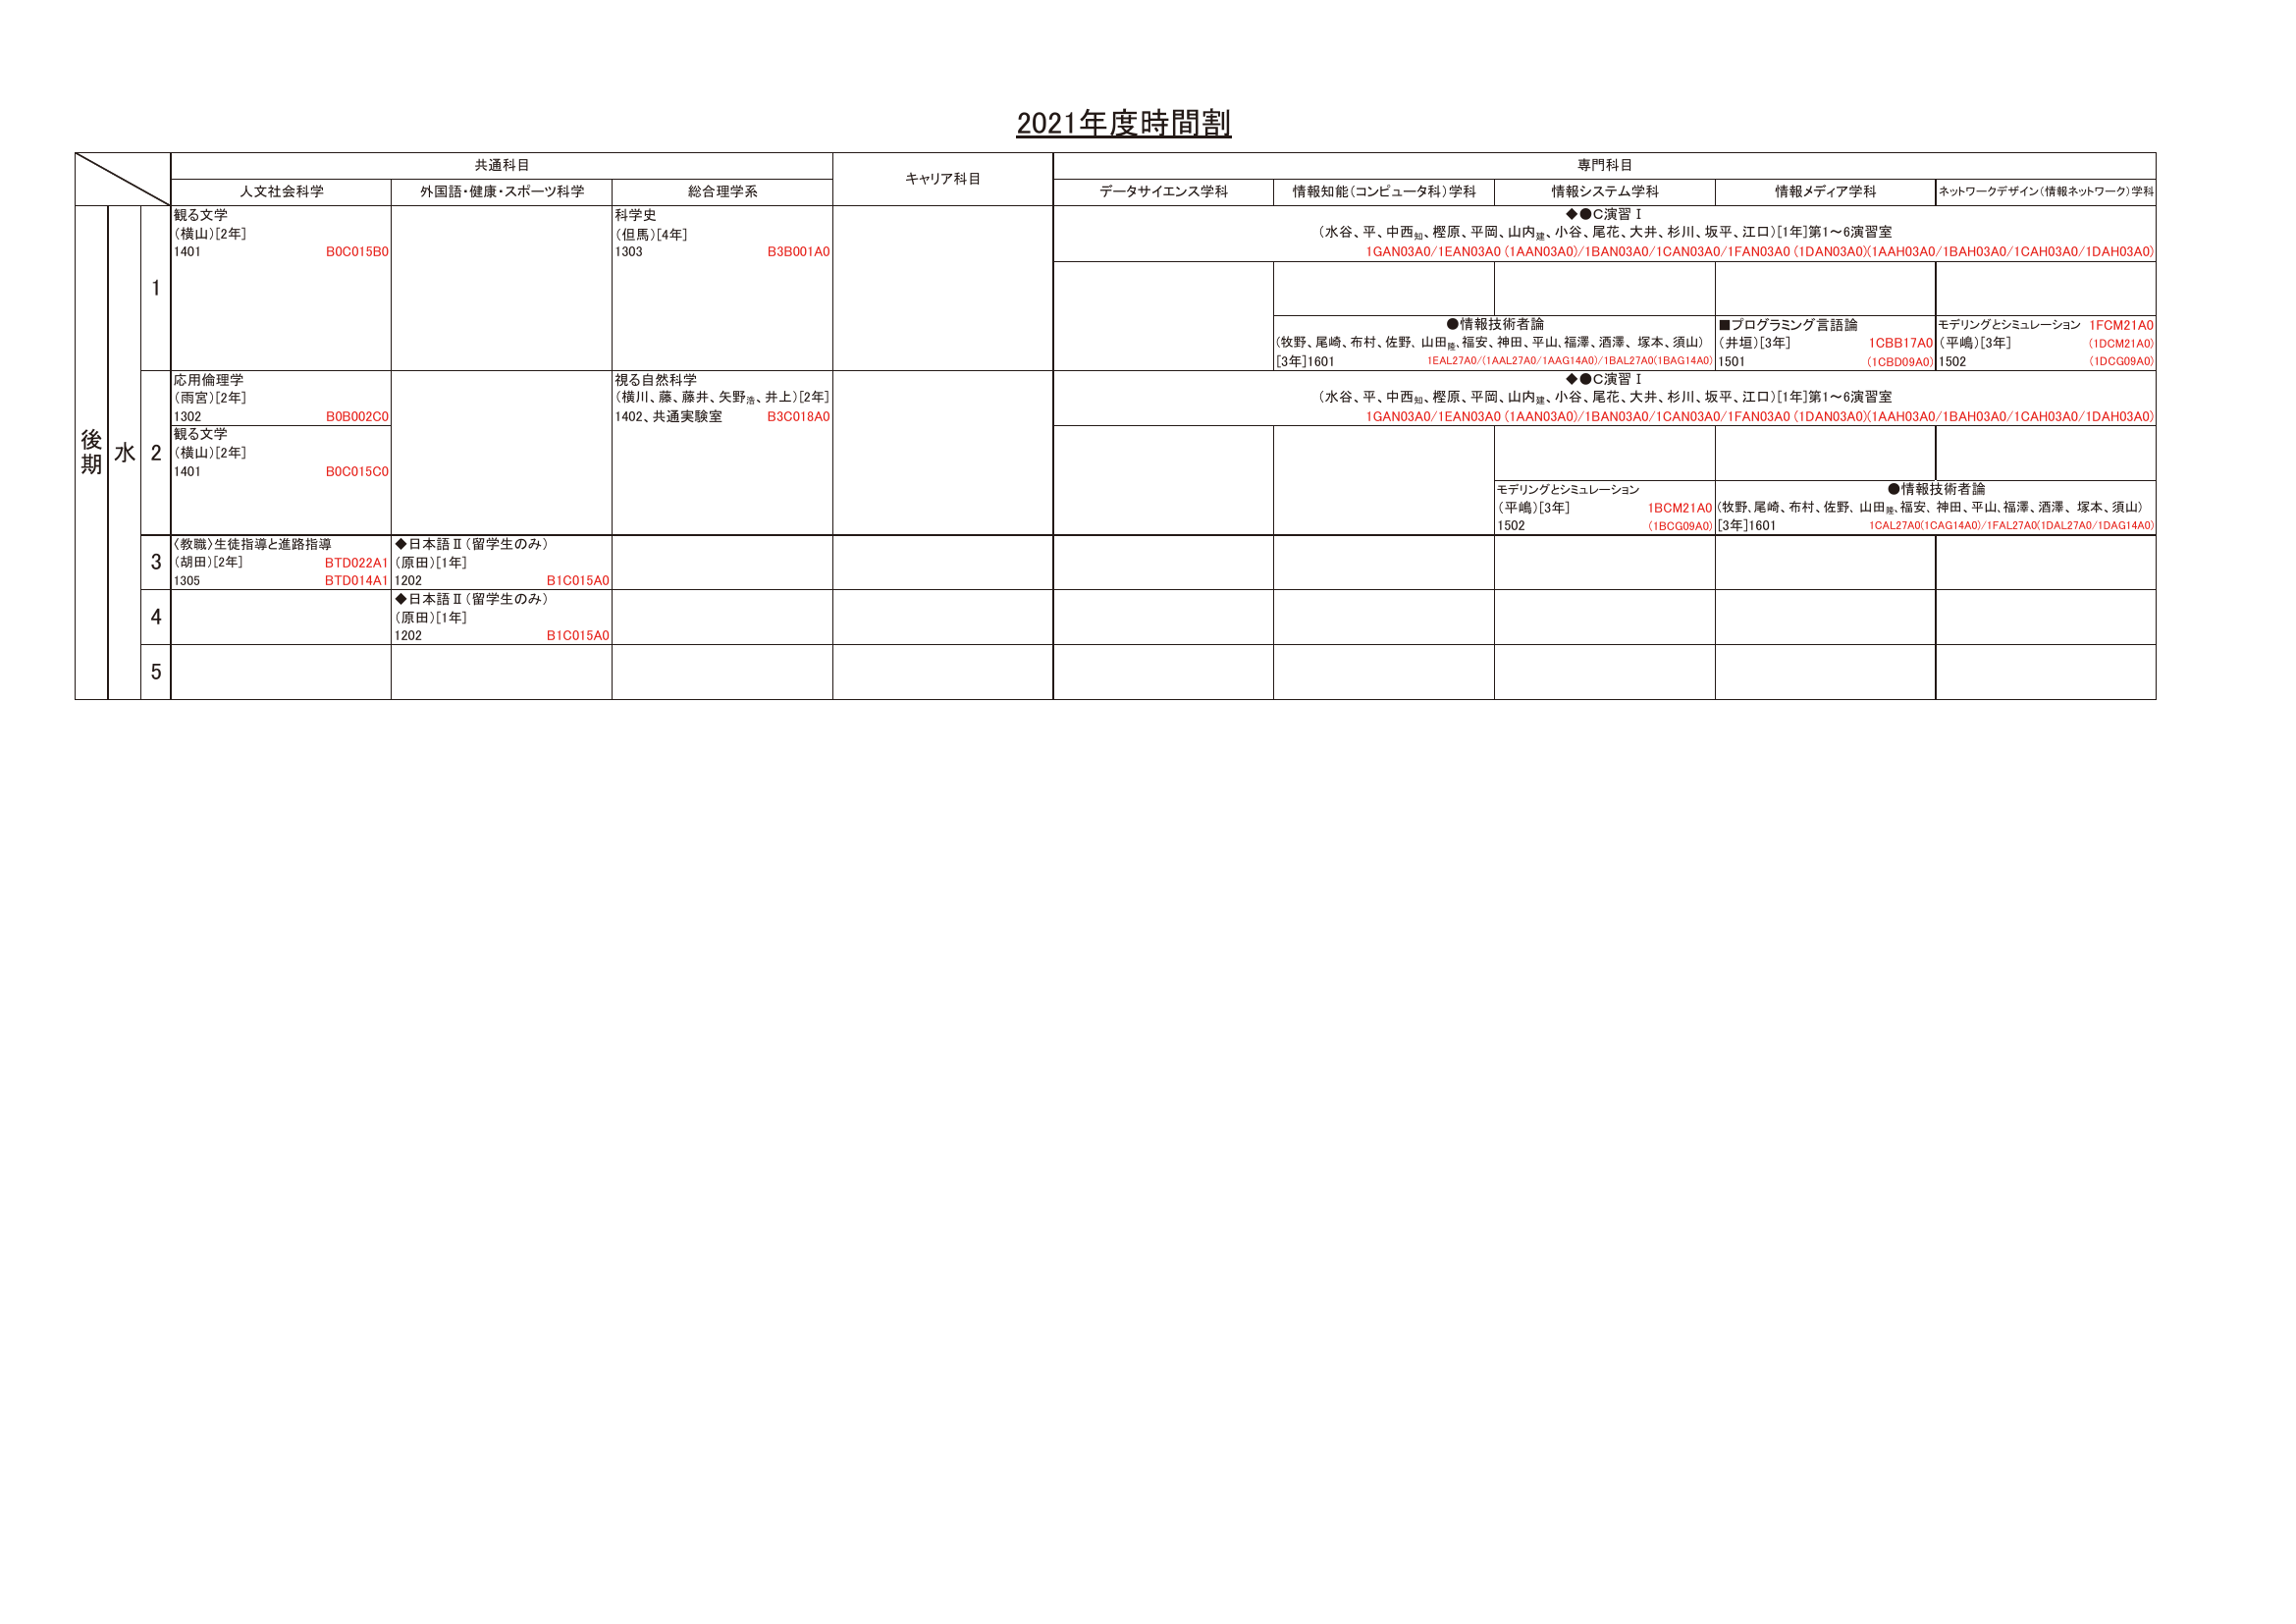 2021年度時間割
共通科目
キャリア科目
専門科目
人文社会科学
外国語・健康・スポーツ科学
総合理学系
データサイエンス学科
情報知能（コンピュータ科）学科
情報システム学科
情報メディア学科
ネットワークデザイン（情報ネットワーク）学科
後期
水
1
観る文学
（横山）[2年]
1401 B0C015B0
科学史
（但馬）[4年]
1303 B3B001A0
◆●C演習Ⅰ
（水谷、平、中西知、樫原、平岡、山内建、小谷、尾花、大井、杉川、坂平、江口）[1年]第1～6演習室
1GAN03A0/1EAN03A0（1AAN03A0)/1BAN03A0/1CAN03A0/1FAN03A0（1DAN03A0)(1AAH03A0/1BAH03A0/1CAH03A0/1DAH03A0)
●情報技術者論
（牧野、尾崎、布村、佐野、山田隆、福安、神田、平山、福澤、酒澤、塚本、須山）
[3年]1601 1EAL27A0/(1AAL27A0/1AAG14A0)/1BAL27A0(1BAG14A0)
■プログラミング言語論
（井垣）[3年] 1CBB17A0
1501 (1CBD09A0)
モデリングとシミュレーション 1FCM21A0
（平嶋）[3年] (1DCM21A0)
1502 (1DCG09A0)
2
応用倫理学
（雨宮）[2年]
1302 B0B002C0
観る文学
（横山）[2年]
1401 B0C015C0
視る自然科学
（横川、藤、藤井、矢野浩、井上）[2年]
1402、共通実験室 B3C018A0
◆●C演習Ⅰ
（水谷、平、中西知、樫原、平岡、山内建、小谷、尾花、大井、杉川、坂平、江口）[1年]第1～6演習室
1GAN03A0/1EAN03A0（1AAN03A0)/1BAN03A0/1CAN03A0/1FAN03A0（1DAN03A0)(1AAH03A0/1BAH03A0/1CAH03A0/1DAH03A0)
モデリングとシミュレーション
（平嶋）[3年] 1BCM21A0
1502 (1BCG09A0)
●情報技術者論
（牧野、尾崎、布村、佐野、山田隆、福安、神田、平山、福澤、酒澤、塚本、須山）
[3年]1601 1CAL27A0(1CAG14A0)/1FAL27A0(1DAL27A0/1DAG14A0)
3
〈教職〉生徒指導と進路指導
（胡田）[2年] BTD022A1
1305 BTD014A1
◆日本語Ⅱ（留学生のみ）
（原田）[1年]
1202 B1C015A0
4
◆日本語Ⅱ（留学生のみ）
（原田）[1年]
1202 B1C015A0
5